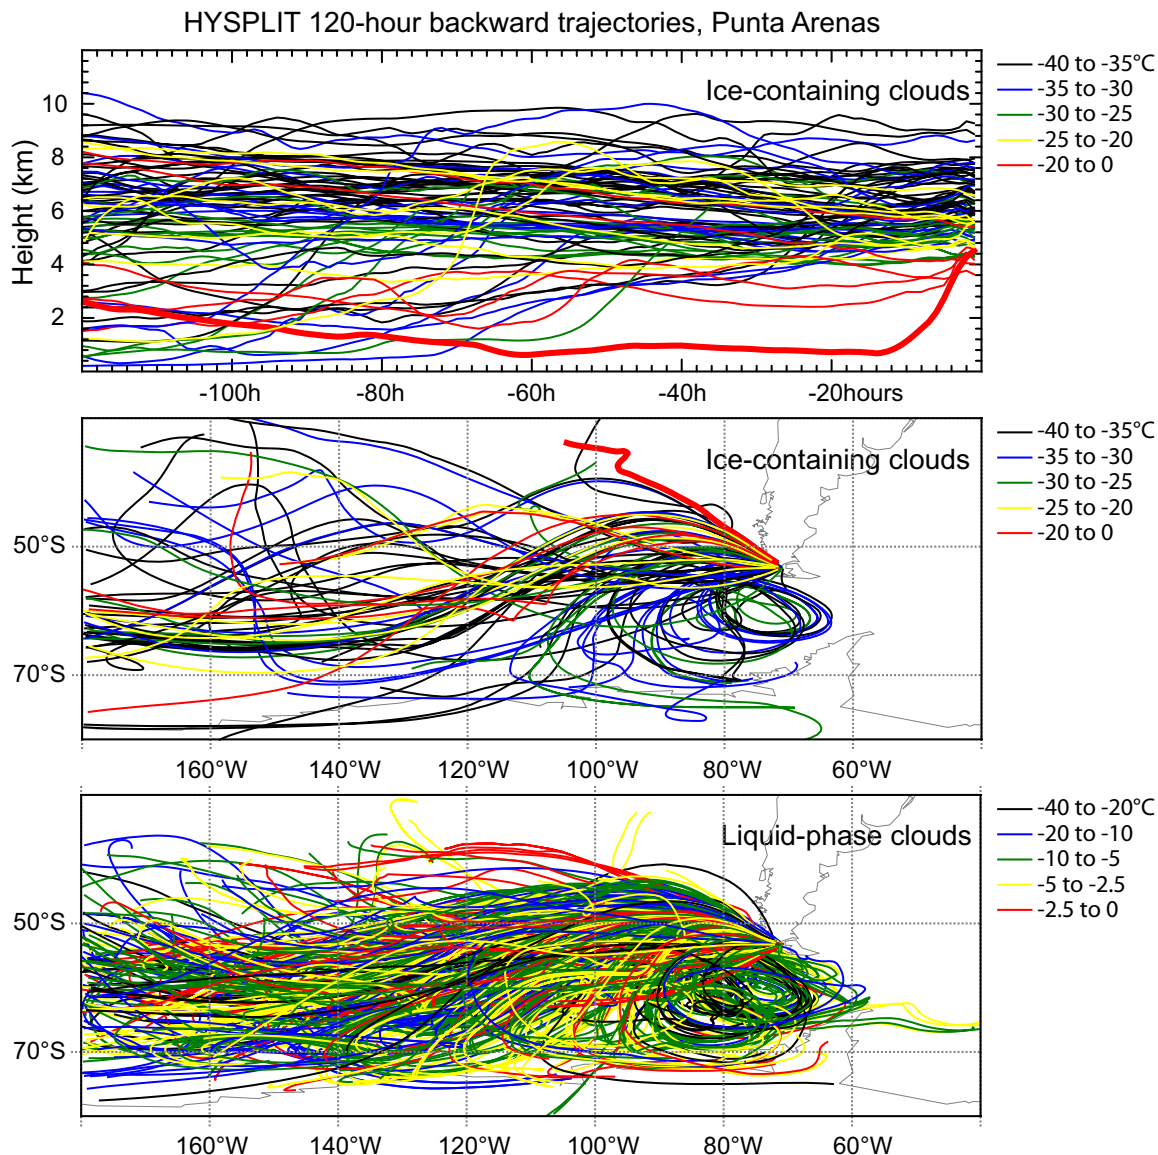 HYSPLIT 120-hour backward trajectories, Punta Arenas
Ice-containing clouds
Height (km)
10
8
6
4
2
-100h -80h -60h -40h -20hours
-40 to -35°C
-35 to -30
-30 to -25
-25 to -20
-20 to 0
Ice-containing clouds
50°S
70°S
160°W 140°W 120°W 100°W 80°W 60°W
-40 to -35°C
-35 to -30
-30 to -25
-25 to -20
-20 to 0
Liquid-phase clouds
50°S
70°S
160°W 140°W 120°W 100°W 80°W 60°W
-40 to -20°C
-20 to -10
-10 to -5
-5 to -2.5
-2.5 to 0